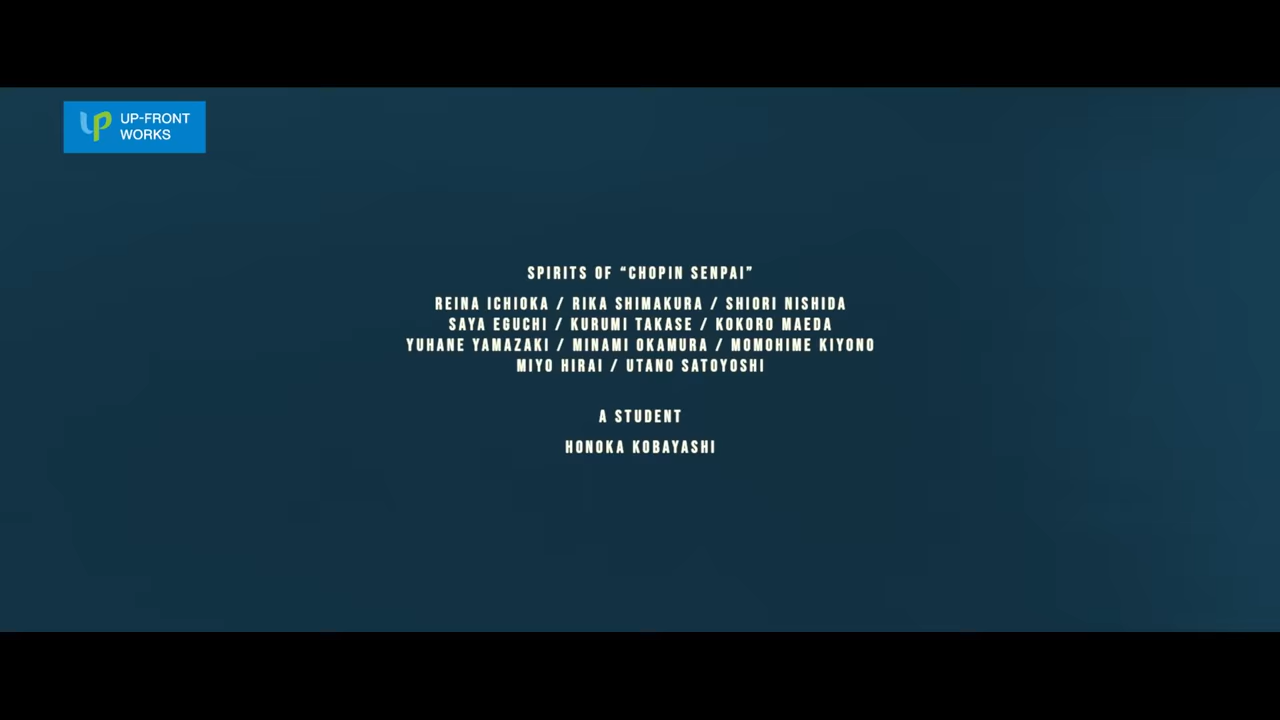 UP-FRONT
WORKS
SPIRITS OF “CHOPIN SENPAI”
REINA ICHIOKA / RIKA SHIMAKURA / SHIORI NISHIDA
SAYA EGUCHI / KURUMI TAKASE / KOKORO MAEDA
YUHANE YAMAZAKI / MINAMI OKAMURA / MOMOHIME KIYONO
MIYO HIRAI / UTANO SATOYOSHI
A STUDENT
HONOKA KOBAYASHI